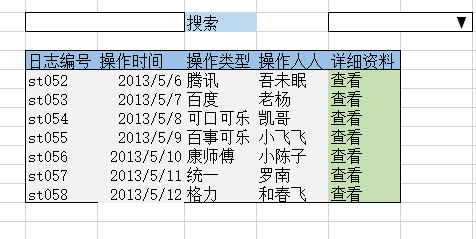 搜索 ▼
日志编号 操作时间 操作类型 操作人人 详细资料
st052 2013/5/6 腾讯 吾未眠 查看
st053 2013/5/7 百度 老杨 查看
st054 2013/5/8 可口可乐 凯哥 查看
st055 2013/5/9 百事可乐 小飞飞 查看
st056 2013/5/10 康师傅 小陈子 查看
st057 2013/5/11 统一 罗南 查看
st058 2013/5/12 格力 和春飞 查看